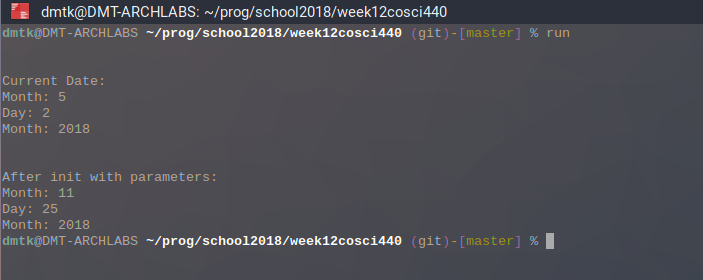 dmtk@DMT-ARCHLABS: ~/prog/school2018/week12cosci440
dmtk@DMT-ARCHLABS ~/prog/school2018/week12cosci440 (git)-[master] % run
Current Date:
Month: 5
Day: 2
Month: 2018
After init with parameters:
Month: 11
Day: 25
Month: 2018
dmtk@DMT-ARCHLABS ~/prog/school2018/week12cosci440 (git)-[master] %